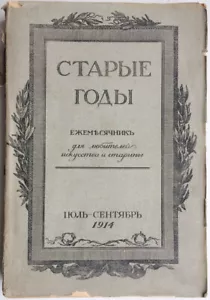 СТАРЫЕ
ГОДЫ
ЕЖЕМѢСЯЧНИКЪ
для любителей
искусства и старины
ІЮЛЬ-СЕНТЯБРЬ
1914